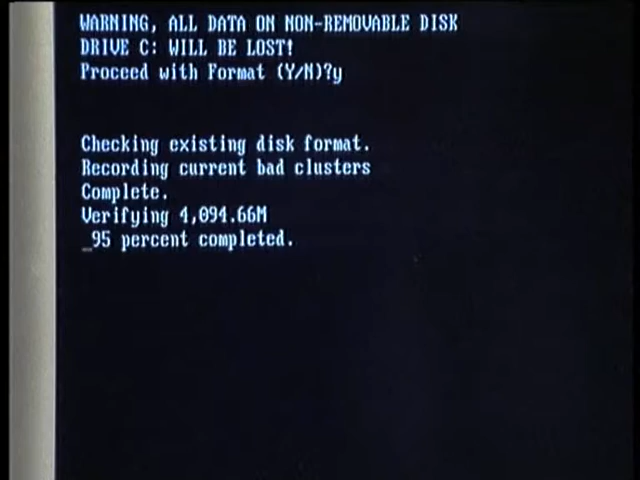 WARNING, ALL DATA ON NON-REMOVABLE DISK
DRIVE C: WILL BE LOST!
Proceed with Format (Y/N)?y
Checking existing disk format.
Recording current bad clusters
Complete.
Verifying 4,094.66M
_95 percent completed.